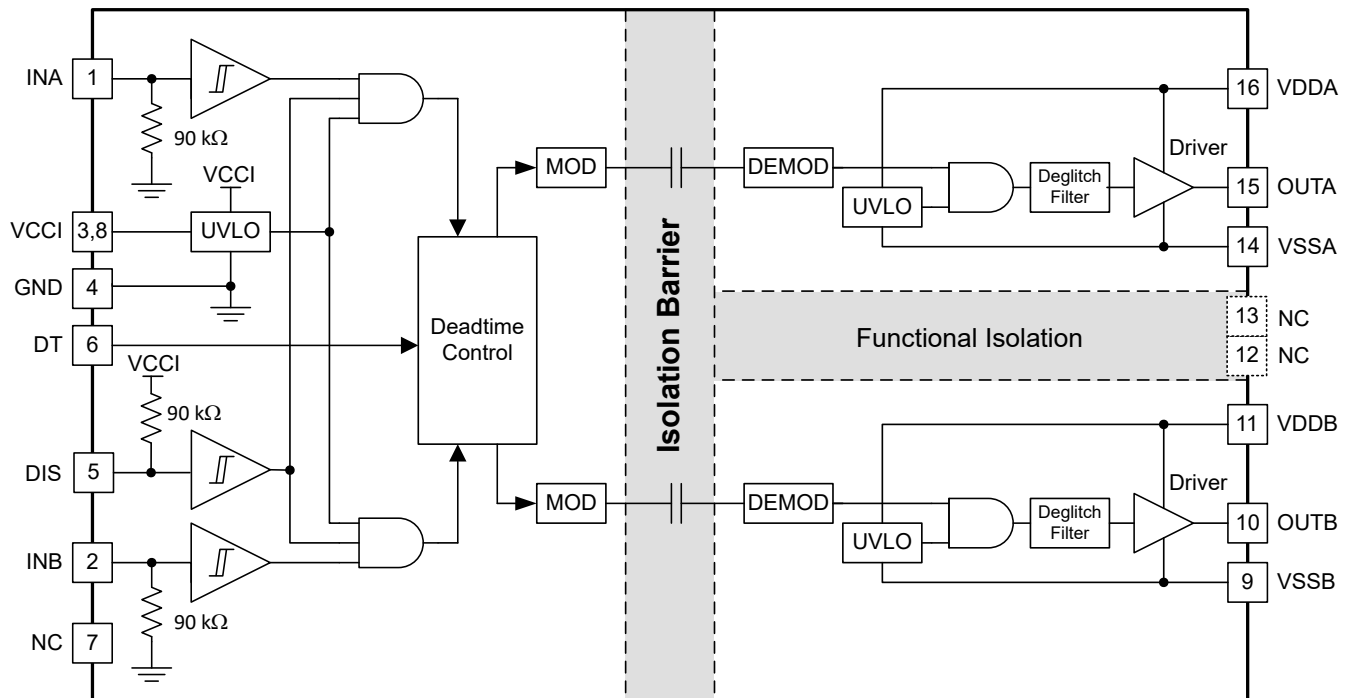 INA 1
90 kΩ
VCCI
VCCI 3,8 UVLO
GND 4
DT 6
VCCI
90 kΩ
DIS 5
INB 2
90 kΩ
NC 7
Deadtime
Control
MOD
MOD
Isolation Barrier
DEMOD
UVLO
Deglitch
Filter
Driver
16 VDDA
15 OUTA
14 VSSA
Functional Isolation
13 NC
12 NC
DEMOD
UVLO
Deglitch
Filter
Driver
11 VDDB
10 OUTB
9 VSSB